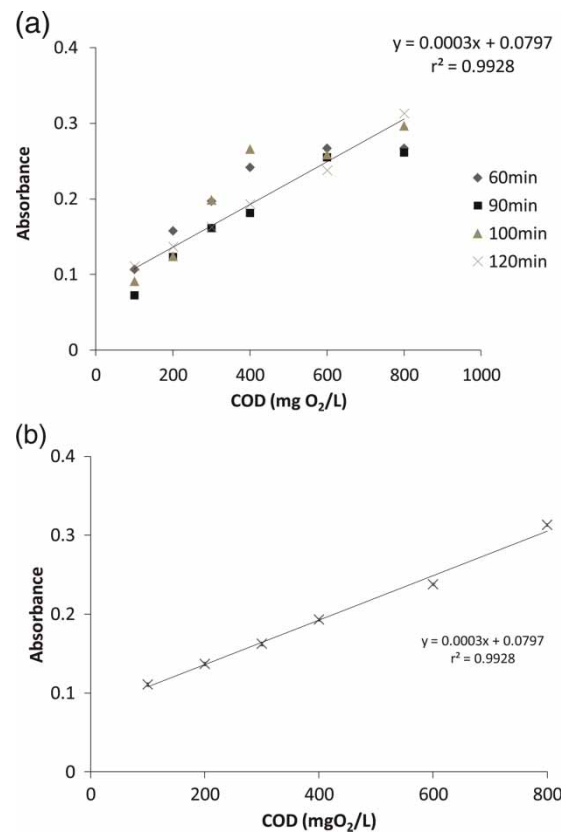 (a)
y = 0.0003x + 0.0797
r² = 0.9928
0.4
0.3
0.2
0.1
0
Absorbance
60min
90min
100min
120min
0 200 400 600 800 1000
COD (mg O₂/L)
(b)
0.4
0.3
0.2
0.1
0
Absorbance
y = 0.0003x + 0.0797
r² = 0.9928
0 200 400 600 800
COD (mgO₂/L)